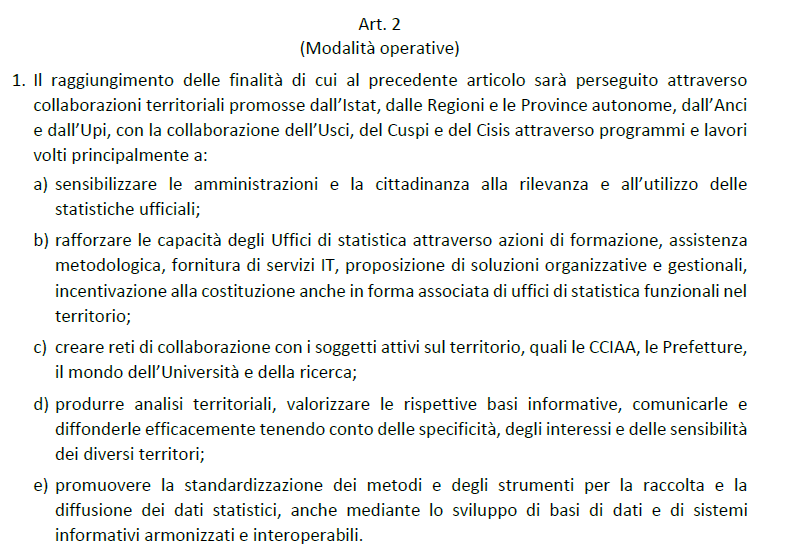 Art. 2
(Modalità operative)
1. Il raggiungimento delle finalità di cui al precedente articolo sarà perseguito attraverso
collaborazioni territoriali promosse dall’Istat, dalle Regioni e le Province autonome, dall’Anci
e dall’Upi, con la collaborazione dell’Usci, del Cuspi e del Cisis attraverso programmi e lavori
volti principalmente a:
a) sensibilizzare le amministrazioni e la cittadinanza alla rilevanza e all’utilizzo delle
statistiche ufficiali;
b) rafforzare le capacità degli Uffici di statistica attraverso azioni di formazione, assistenza
metodologica, fornitura di servizi IT, proposizione di soluzioni organizzative e gestionali,
incentivazione alla costituzione anche in forma associata di uffici di statistica funzionali nel
territorio;
c) creare reti di collaborazione con i soggetti attivi sul territorio, quali le CCIAA, le Prefetture,
il mondo dell’Università e della ricerca;
d) produrre analisi territoriali, valorizzare le rispettive basi informative, comunicarle e
diffonderle efficacemente tenendo conto delle specificità, degli interessi e delle sensibilità
dei diversi territori;
e) promuovere la standardizzazione dei metodi e degli strumenti per la raccolta e la
diffusione dei dati statistici, anche mediante lo sviluppo di basi di dati e di sistemi
informativi armonizzati e interoperabili.